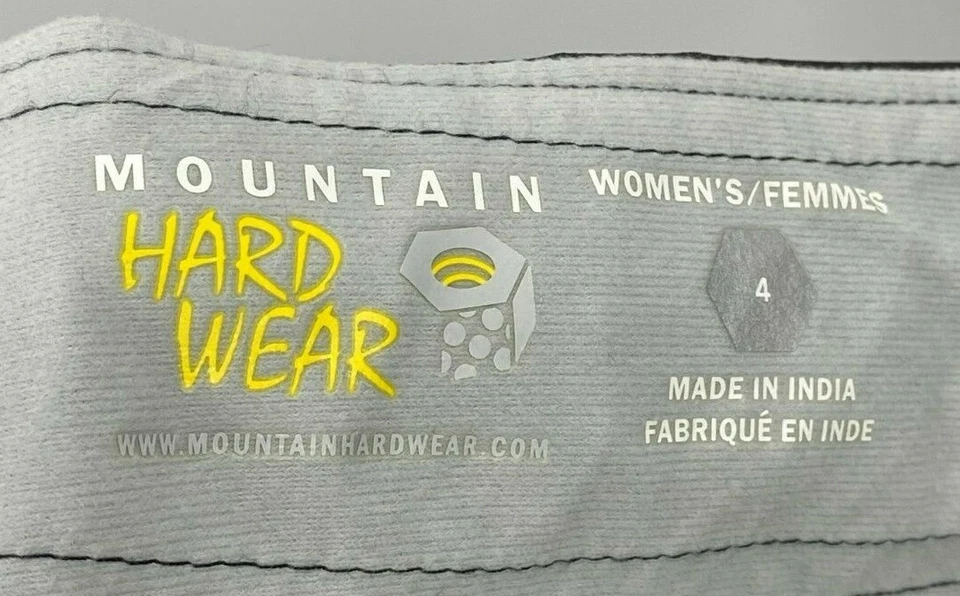 MOUNTAIN
HARD
WEAR
WWW.MOUNTAINHARDWEAR.COM
WOMEN'S/FEMMES
4
MADE IN INDIA
FABRIQUÉ EN INDE